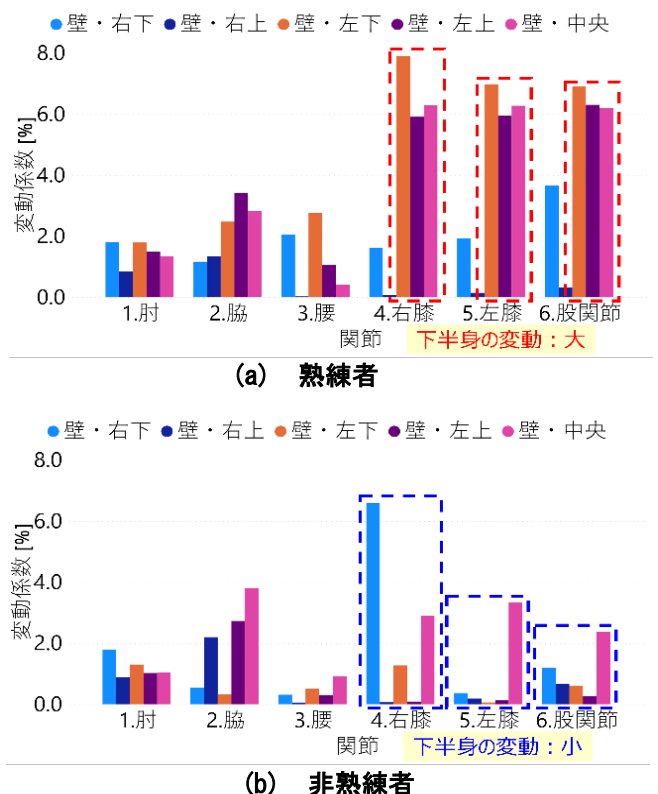 壁・右下 壁・右上 壁・左下 壁・左上 壁・中央
8.0
6.0
4.0
2.0
0.0
変動係数 [%]
1.肘 2.脇 3.腰 4.右膝 5.左膝 6.股関節
関節 下半身の変動：大
(a) 熟練者
壁・右下 壁・右上 壁・左下 壁・左上 壁・中央
8.0
6.0
4.0
2.0
0.0
変動係数 [%]
1.肘 2.脇 3.腰 4.右膝 5.左膝 6.股関節
関節 下半身の変動：小
(b) 非熟練者